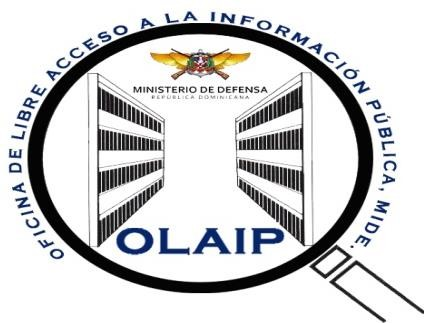 OFICINA DE LIBRE ACCESO A LA INFORMACIÓN PÚBLICA, MIDE.
MINISTERIO DE DEFENSA
REPÚBLICA DOMINICANA
OLAIP